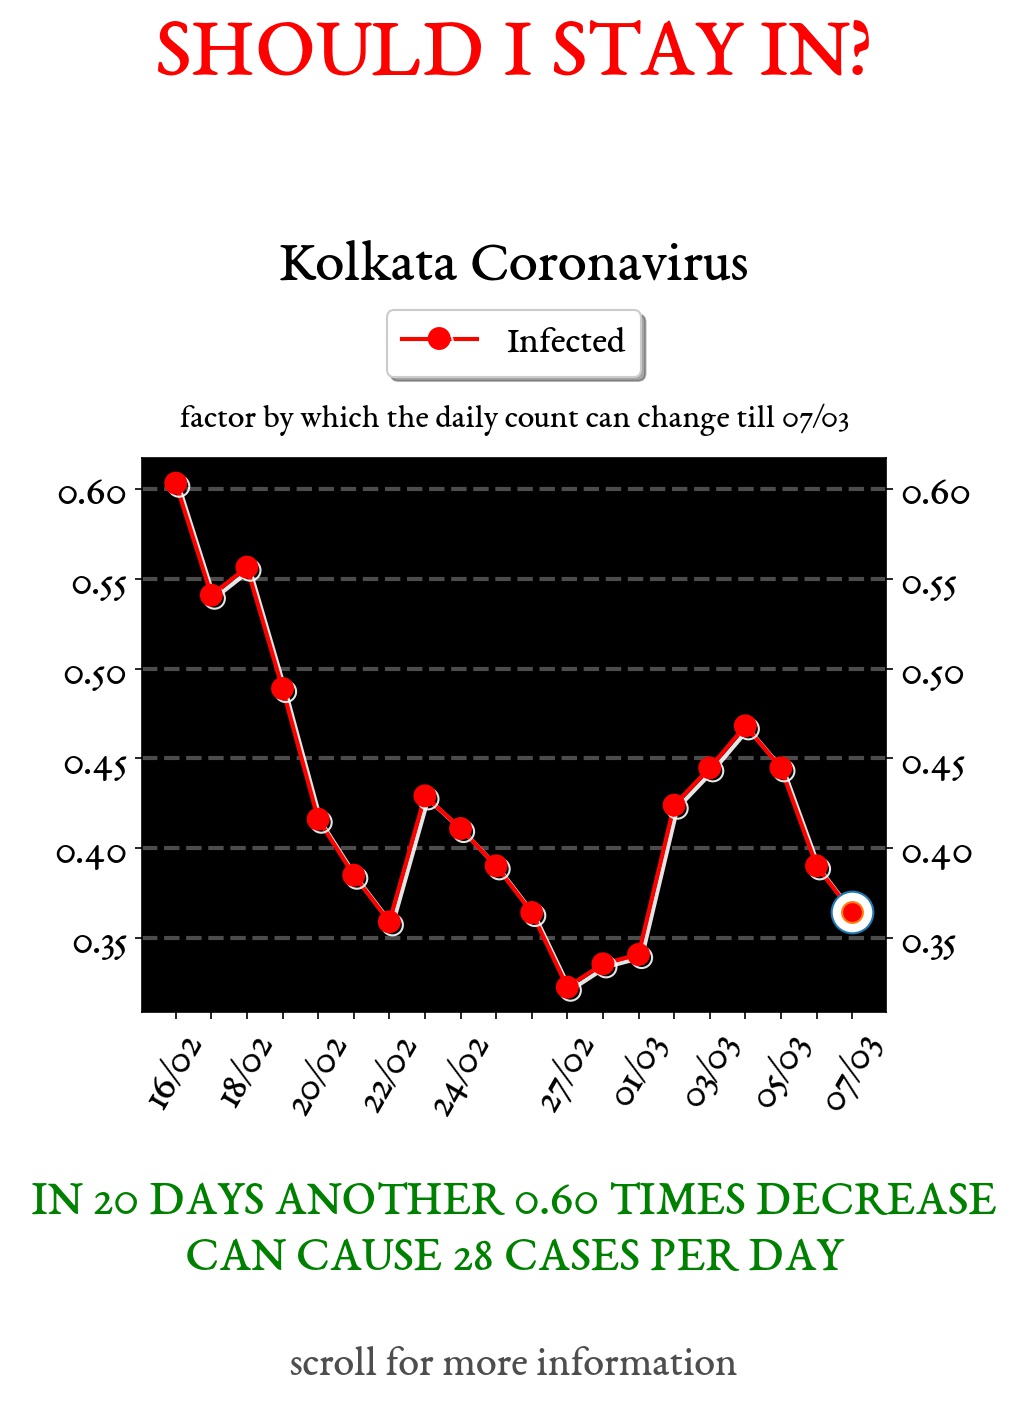 SHOULD I STAY IN?
Kolkata Coronavirus
Infected
factor by which the daily count can change till 07/03
0.60 0.60
0.55 0.55
0.50 0.50
0.45 0.45
0.40 0.40
0.35 0.35
16/02 18/02 20/02 22/02 24/02 27/02 01/03 03/03 05/03 07/03
IN 20 DAYS ANOTHER 0.60 TIMES DECREASE
CAN CAUSE 28 CASES PER DAY
scroll for more information